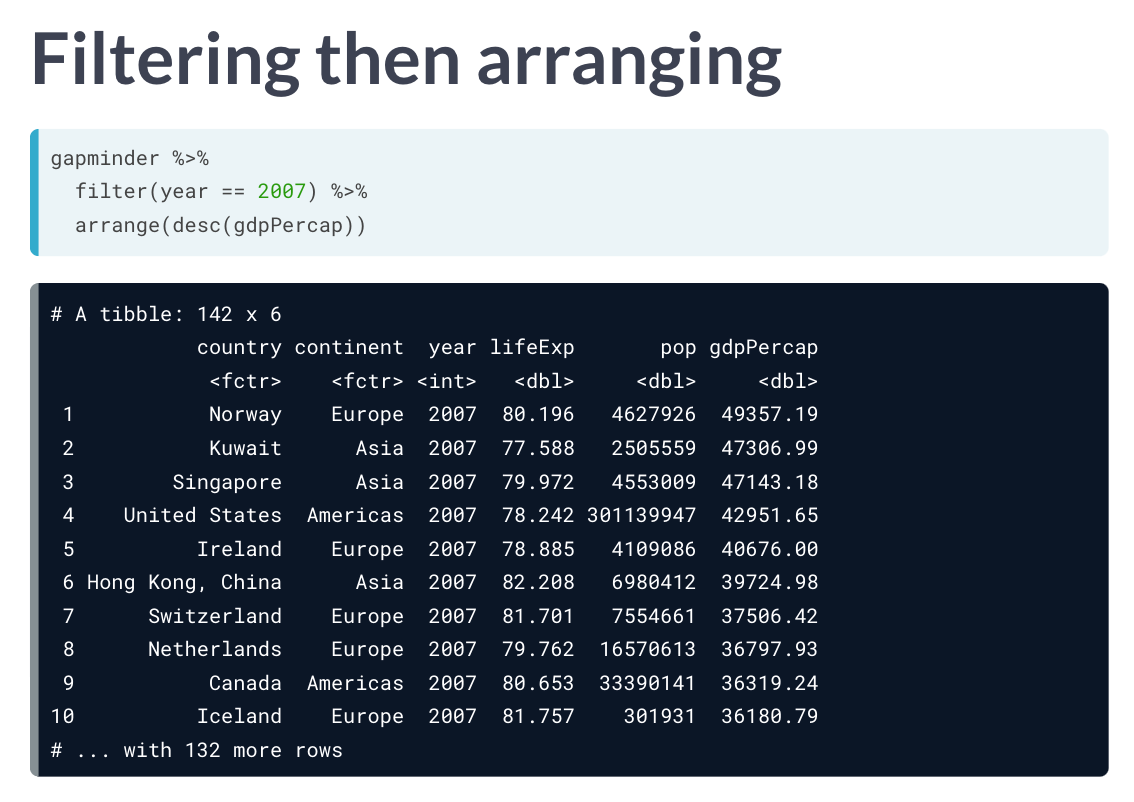 Filtering then arranging
gapminder %>%
  filter(year == 2007) %>%
  arrange(desc(gdpPercap))
# A tibble: 142 x 6
            country continent  year lifeExp       pop gdpPercap
             <fctr>    <fctr> <int>   <dbl>     <dbl>     <dbl>
 1           Norway    Europe  2007  80.196   4627926  49357.19
 2           Kuwait      Asia  2007  77.588   2505559  47306.99
 3        Singapore      Asia  2007  79.972   4553009  47143.18
 4    United States  Americas  2007  78.242 301139947  42951.65
 5          Ireland    Europe  2007  78.885   4109086  40676.00
 6 Hong Kong, China      Asia  2007  82.208   6980412  39724.98
 7      Switzerland    Europe  2007  81.701   7554661  37506.42
 8      Netherlands    Europe  2007  79.762  16570613  36797.93
 9           Canada  Americas  2007  80.653  33390141  36319.24
10          Iceland    Europe  2007  81.757    301931  36180.79
# ... with 132 more rows